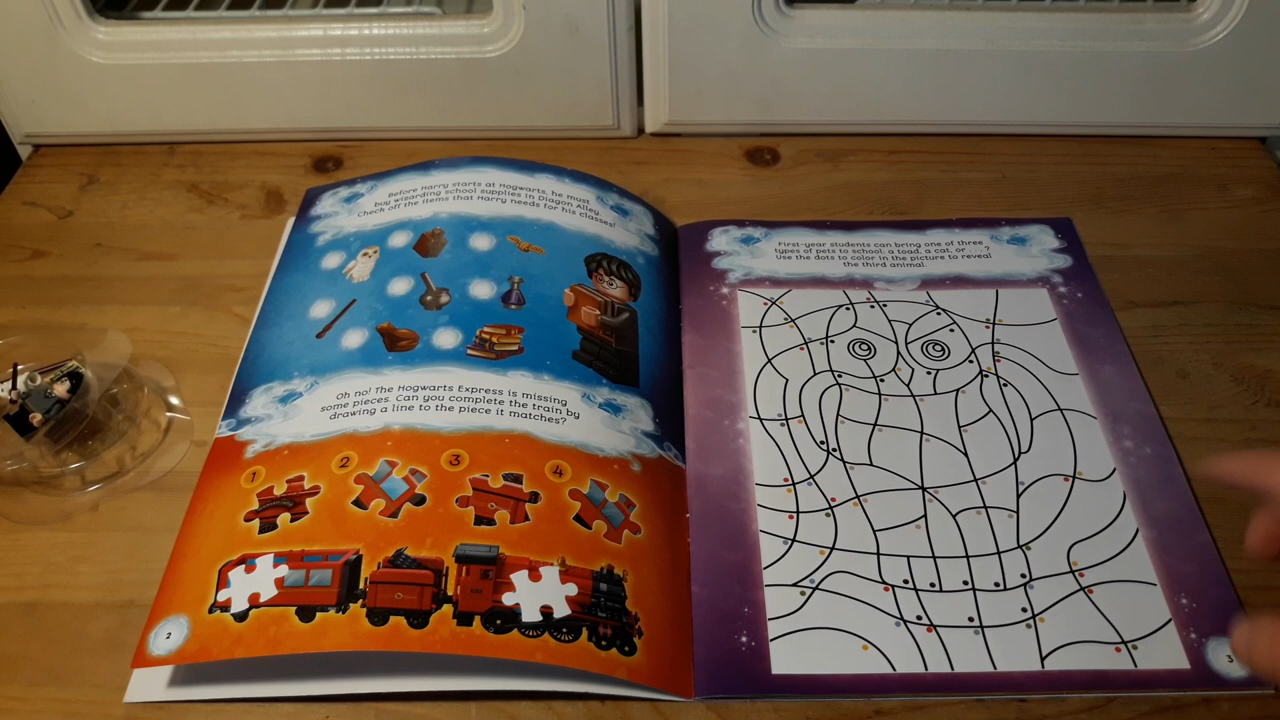 Before Harry starts at Hogwarts, he must
buy wizarding school supplies in Diagon Alley.
Check off the items that Harry needs for his classes!
Oh no! The Hogwarts Express is missing
some pieces. Can you complete the train by
drawing a line to the piece it matches?
1 2 3 4
2
First-year students can bring one of three
types of pets to school: a toad, a cat, or . . . ?
Use the dots to color in the picture to reveal
the third animal.
3